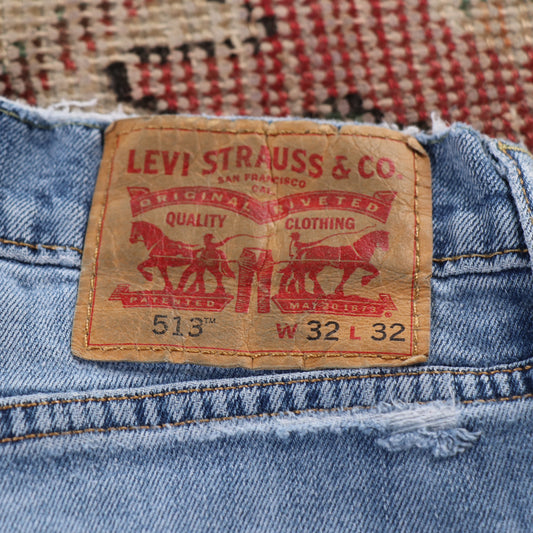 LEVI STRAUSS & CO.
SAN FRANCISCO
CAL.
ORIGINAL RIVETED
QUALITY CLOTHING
PATENTED MAY 20 1873
513™ W 32 L 32